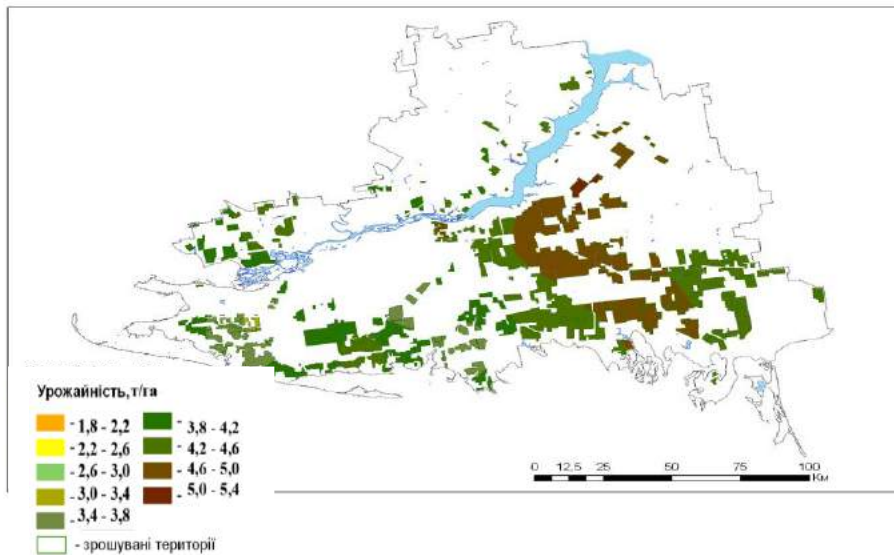 Урожайність,т/га
- 1,8 – 2,2
- 2,2 – 2,6
- 2,6 – 3,0
- 3,0 – 3,4
- 3,4 – 3,8
- 3,8 – 4,2
- 4,2 – 4,6
- 4,6 – 5,0
- 5,0 – 5,4
- зрошувані території
0 12,5 25 50 75 100
Км